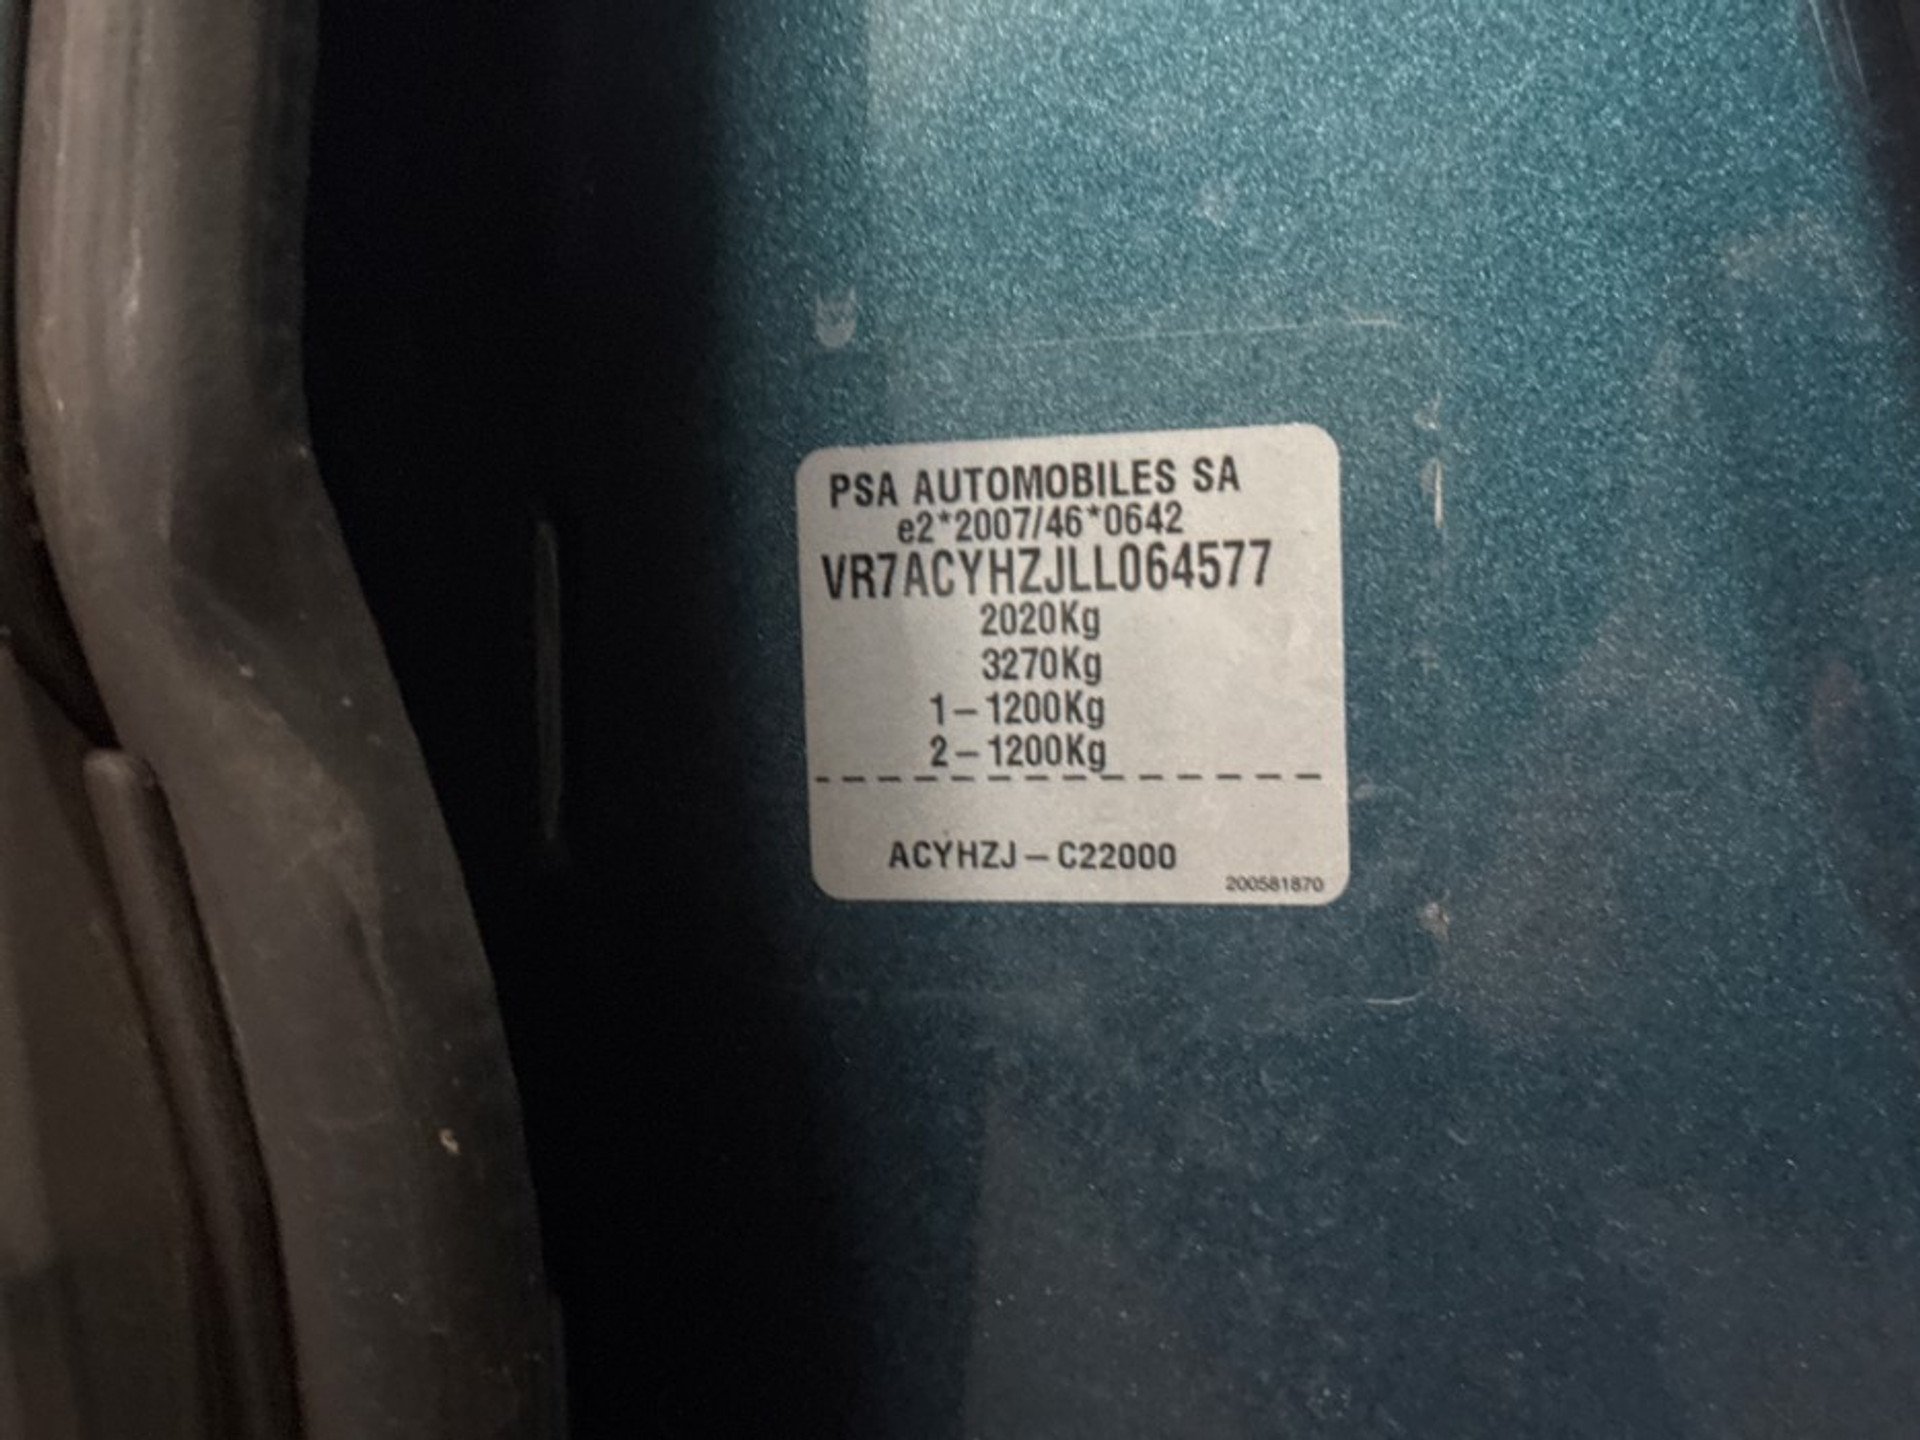 PSA AUTOMOBILES SA
e2*2007/46*0642
VR7ACYHZJLL064577
2020Kg
3270Kg
1-1200Kg
2-1200Kg
ACYHZJ-C22000
200581870